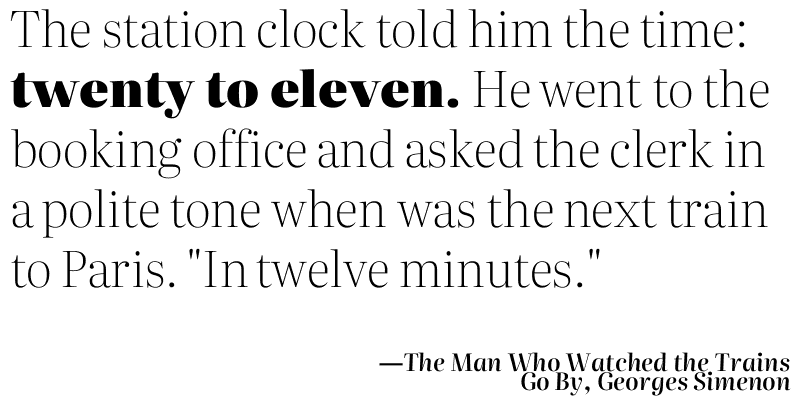 The station clock told him the time:
twenty to eleven. He went to the
booking office and asked the clerk in
a polite tone when was the next train
to Paris. "In twelve minutes."
—The Man Who Watched the Trains
Go By, Georges Simenon